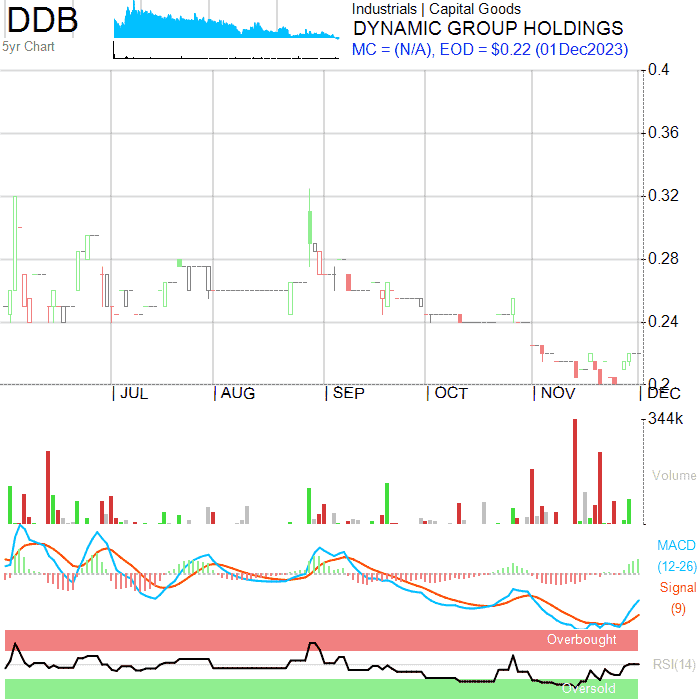 DDB
5yr Chart
Industrials | Capital Goods
DYNAMIC GROUP HOLDINGS
MC = (N/A), EOD = $0.22 (01Dec2023)
0.4
0.36
0.32
0.28
0.24
0.2
| JUL | AUG | SEP | OCT | NOV | DEC
344k
Volume
MACD
(12-26)
Signal
(9)
Overbought
RSI(14)
Oversold